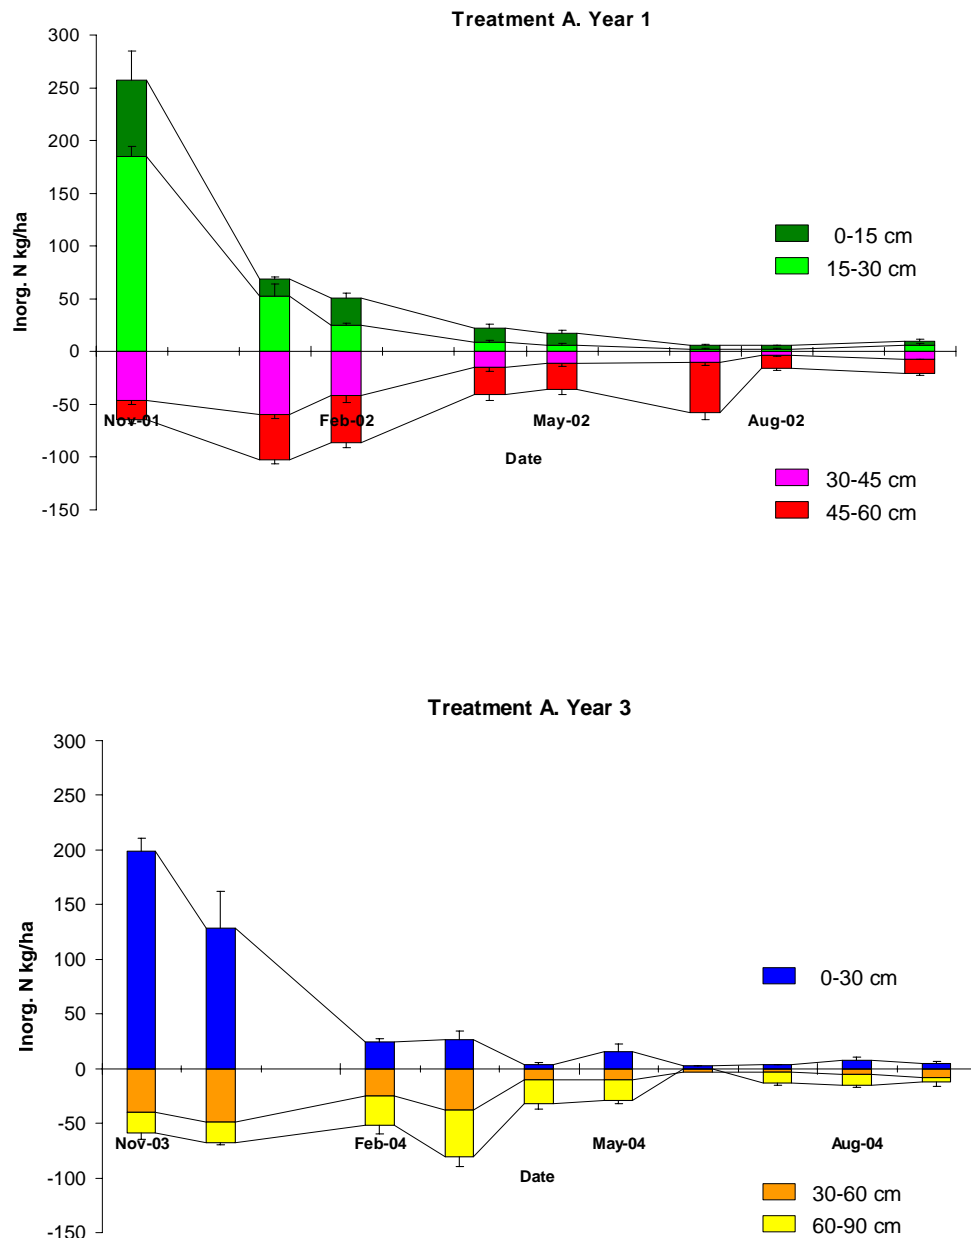 Treatment A. Year 1
300
250
200
150
100
50
0
-50
-100
-150
Inorg. N kg/ha
0-15 cm
15-30 cm
Nov-01 Feb-02 May-02 Aug-02
Date
30-45 cm
45-60 cm
Treatment A. Year 3
300
250
200
150
100
50
0
-50
-100
-150
Inorg. N kg/ha
0-30 cm
Nov-03 Feb-04 May-04 Aug-04
Date
30-60 cm
60-90 cm